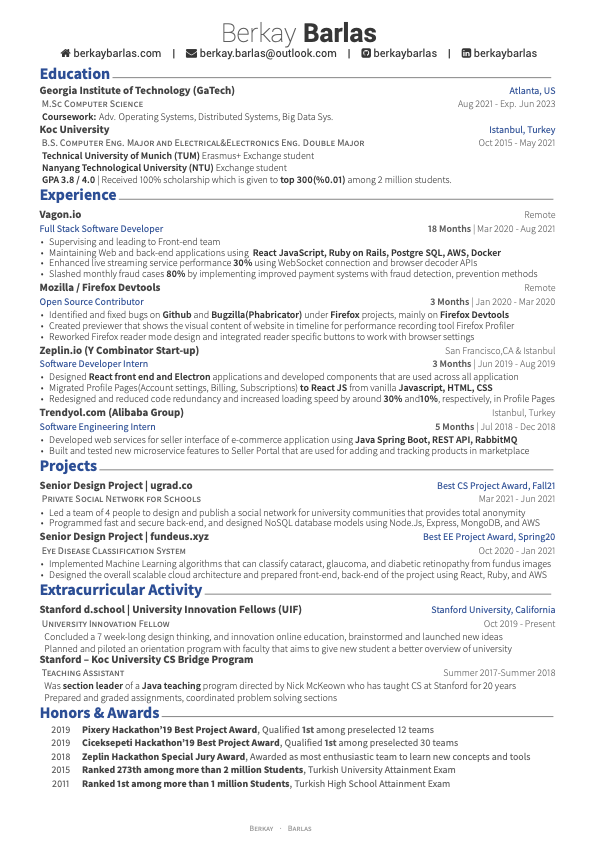 Berkay Barlas
berkaybarlas.com | berkay.barlas@outlook.com | berkaybarlas | berkaybarlas
Education
Georgia Institute of Technology (GaTech) Atlanta, US
M.Sc Computer Science Aug 2021 - Exp. Jun 2023
Coursework: Adv. Operating Systems, Distributed Systems, Big Data Sys.
Koc University Istanbul, Turkey
B.S. Computer Eng. Major and Electrical&Electronics Eng. Double Major Oct 2015 - May 2021
Technical University of Munich (TUM) Erasmus+ Exchange student
Nanyang Technological University (NTU) Exchange student
GPA 3.8 / 4.0 | Received 100% scholarship which is given to top 300(%0.01) among 2 million students.
Experience
Vagon.io Remote
Full Stack Software Developer 18 Months | Mar 2020 - Aug 2021
• Supervising and leading to Front-end team
• Maintaining Web and back-end applications using React JavaScript, Ruby on Rails, Postgre SQL, AWS, Docker
• Enhanced live streaming service performance 30% using WebSocket connection and browser decoder APIs
• Slashed monthly fraud cases 80% by implementing improved payment systems with fraud detection, prevention methods
Mozilla / Firefox Devtools Remote
Open Source Contributor 3 Months | Jan 2020 - Mar 2020
• Identified and fixed bugs on Github and Bugzilla(Phabricator) under Firefox projects, mainly on Firefox Devtools
• Created previewer that shows the visual content of website in timeline for performance recording tool Firefox Profiler
• Reworked Firefox reader mode design and integrated reader specific buttons to work with browser settings
Zeplin.io (Y Combinator Start-up) San Francisco,CA & Istanbul
Software Developer Intern 3 Months | Jun 2019 - Aug 2019
• Designed React front end and Electron applications and developed components that are used across all application
• Migrated Profile Pages(Account settings, Billing, Subscriptions) to React JS from vanilla Javascript, HTML, CSS
• Redesigned and reduced code redundancy and increased loading speed by around 30% and10%, respectively, in Profile Pages
Trendyol.com (Alibaba Group) Istanbul, Turkey
Software Engineering Intern 5 Months | Jul 2018 - Dec 2018
• Developed web services for seller interface of e-commerce application using Java Spring Boot, REST API, RabbitMQ
• Built and tested new microservice features to Seller Portal that are used for adding and tracking products in marketplace
Projects
Senior Design Project | ugrad.co Best CS Project Award, Fall21
Private Social Network for Schools Mar 2021 - Jun 2021
• Led a team of 4 people to design and publish a social network for university communities that provides total anonymity
• Programmed fast and secure back-end, and designed NoSQL database models using Node.Js, Express, MongoDB, and AWS
Senior Design Project | fundeus.xyz Best EE Project Award, Spring20
Eye Disease Classification System Oct 2020 - Jan 2021
• Implemented Machine Learning algorithms that can classify cataract, glaucoma, and diabetic retinopathy from fundus images
• Designed the overall scalable cloud architecture and prepared front-end, back-end of the project using React, Ruby, and AWS
Extracurricular Activity
Stanford d.school | University Innovation Fellows (UIF) Stanford University, California
University Innovation Fellow Oct 2019 - Present
Concluded a 7 week-long design thinking, and innovation online education, brainstormed and launched new ideas
Planned and piloted an orientation program with faculty that aims to give new student a better overview of university
Stanford – Koc University CS Bridge Program
Teaching Assistant Summer 2017-Summer 2018
Was section leader of a Java teaching program directed by Nick McKeown who has taught CS at Stanford for 20 years
Prepared and graded assignments, coordinated problem solving sections
Honors & Awards
2019 Pixery Hackathon'19 Best Project Award, Qualified 1st among preselected 12 teams
2019 Ciceksepeti Hackathon'19 Best Project Award, Qualified 1st among preselected 30 teams
2018 Zeplin Hackathon Special Jury Award, Awarded as most enthusiastic team to learn new concepts and tools
2015 Ranked 273th among more than 2 million Students, Turkish University Attainment Exam
2011 Ranked 1st among more than 1 million Students, Turkish High School Attainment Exam
Berkay · Barlas